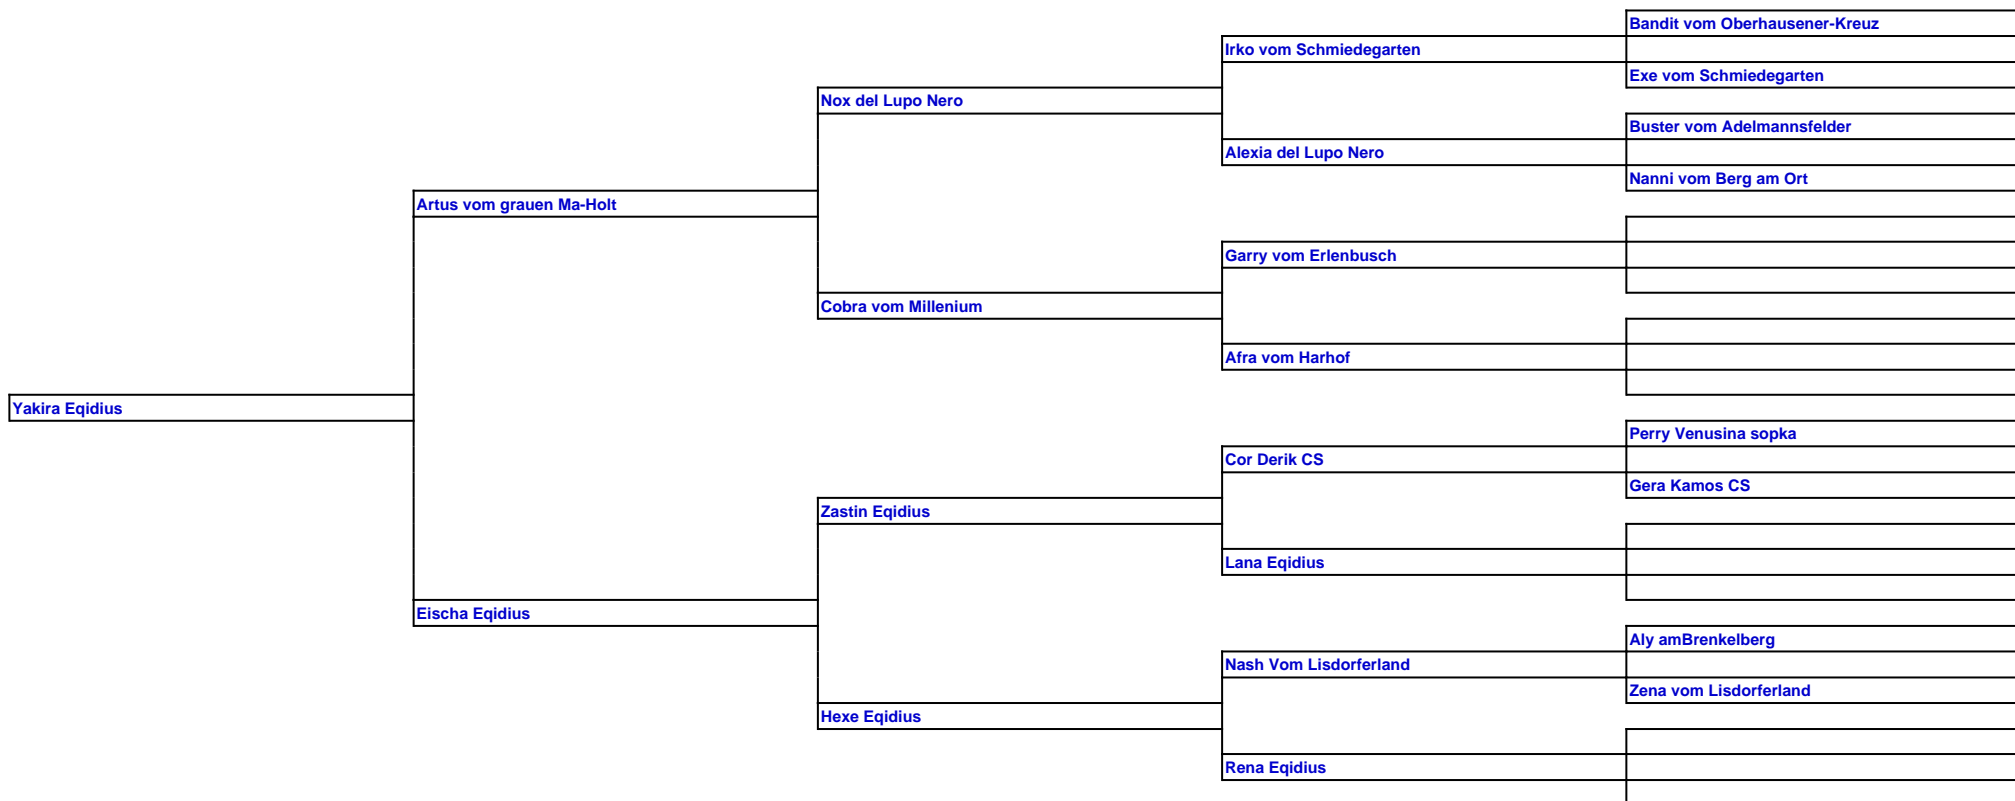 Bandit vom Oberhausener-Kreuz
Irko vom Schmiedegarten
Exe vom Schmiedegarten
Nox del Lupo Nero
Buster vom Adelmannsfelder
Alexia del Lupo Nero
Nanni vom Berg am Ort
Artus vom grauen Ma-Holt
Garry vom Erlenbusch
Cobra vom Millenium
Afra vom Harhof
Yakira Eqidius
Perry Venusina sopka
Cor Derik CS
Gera Kamos CS
Zastin Eqidius
Lana Eqidius
Eischa Eqidius
Aly amBrenkelberg
Nash Vom Lisdorferland
Zena vom Lisdorferland
Hexe Eqidius
Rena Eqidius